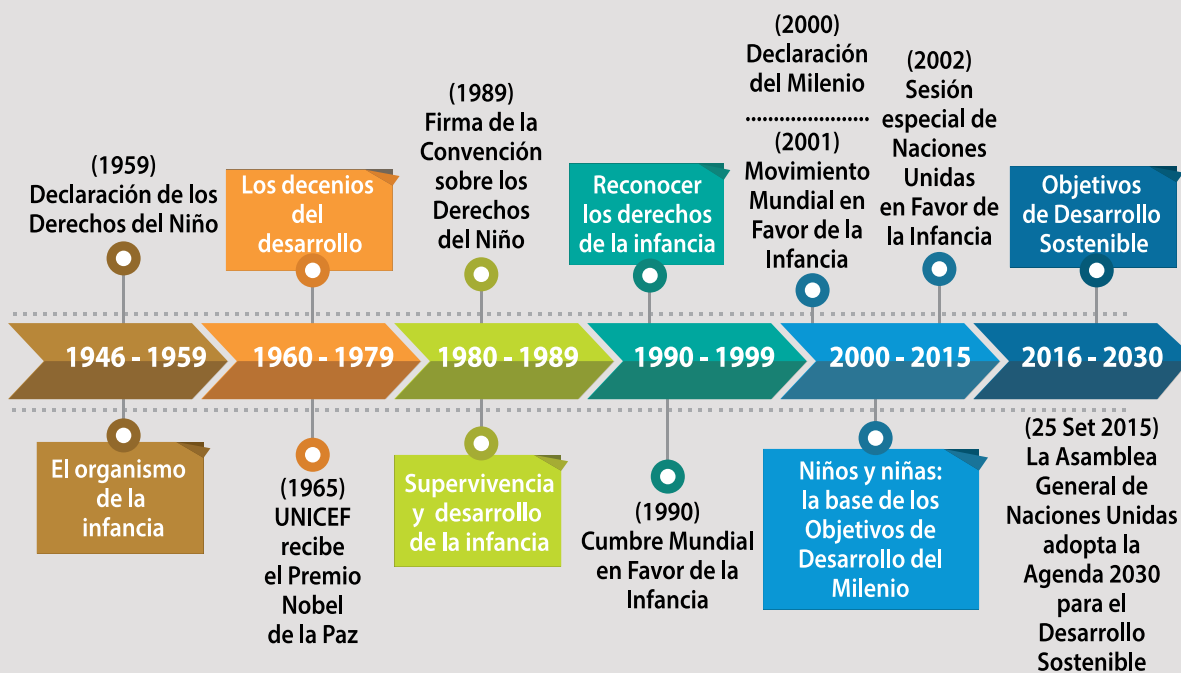 (1959)
Declaración de los
Derechos del Niño
Los decenios
del
desarrollo
(1989)
Firma de la
Convención
sobre los
Derechos
del Niño
Reconocer
los derechos
de la infancia
(2000)
Declaración
del Milenio
(2001)
Movimiento
Mundial en
Favor de la
Infancia
(2002)
Sesión
especial de
Naciones
Unidas
en Favor de
la Infancia
Objetivos
de Desarrollo
Sostenible
1946 - 1959
1960 - 1979
1980 - 1989
1990 - 1999
2000 - 2015
2016 - 2030
El organismo
de la
infancia
(1965)
UNICEF
recibe
el Premio
Nobel
de la Paz
Supervivencia
y desarrollo
de la infancia
(1990)
Cumbre Mundial
en Favor de la
Infancia
Niños y niñas:
la base de los
Objetivos de
Desarrollo del
Milenio
(25 Set 2015)
La Asamblea
General de
Naciones Unidas
adopta la
Agenda 2030
para el
Desarrollo
Sostenible